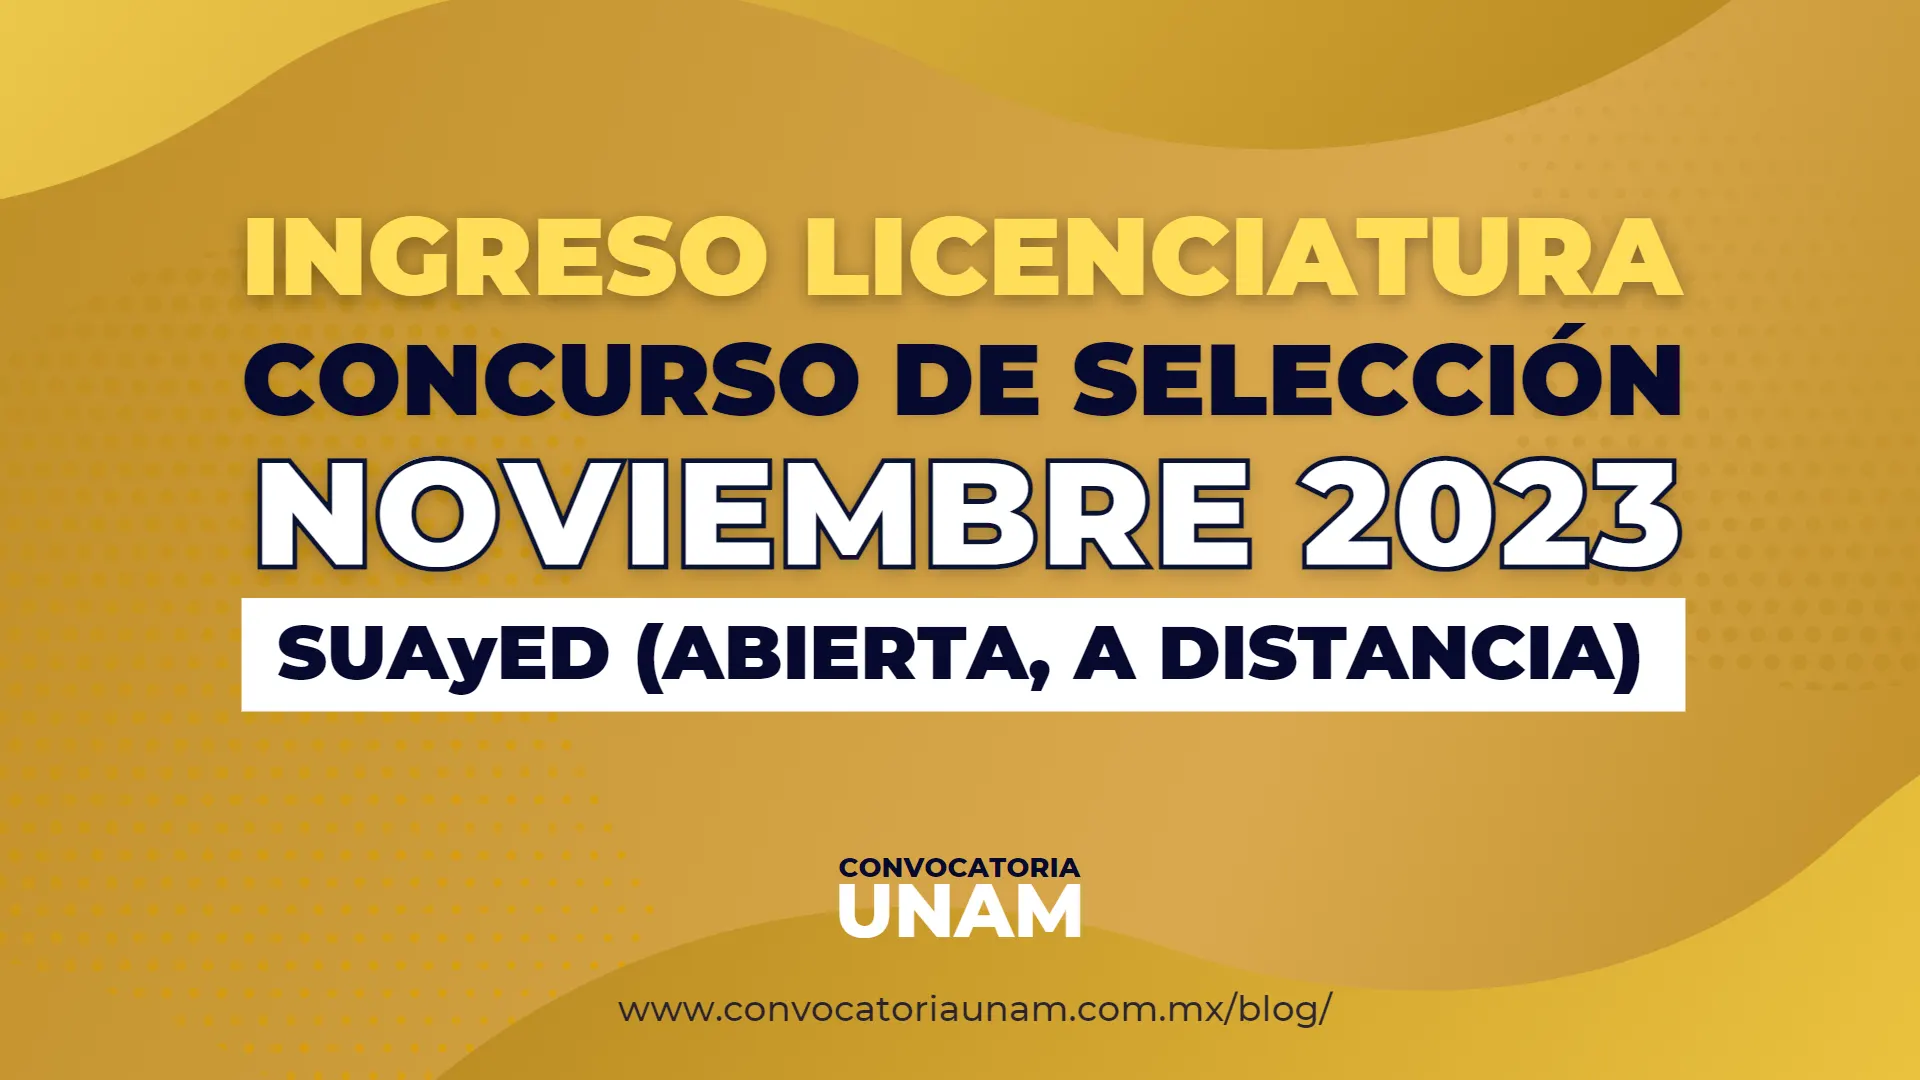 INGRESO LICENCIATURA
CONCURSO DE SELECCIÓN
NOVIEMBRE 2023
SUAyED (ABIERTA, A DISTANCIA)
CONVOCATORIA
UNAM
www.convocatoriaunam.com.mx/blog/